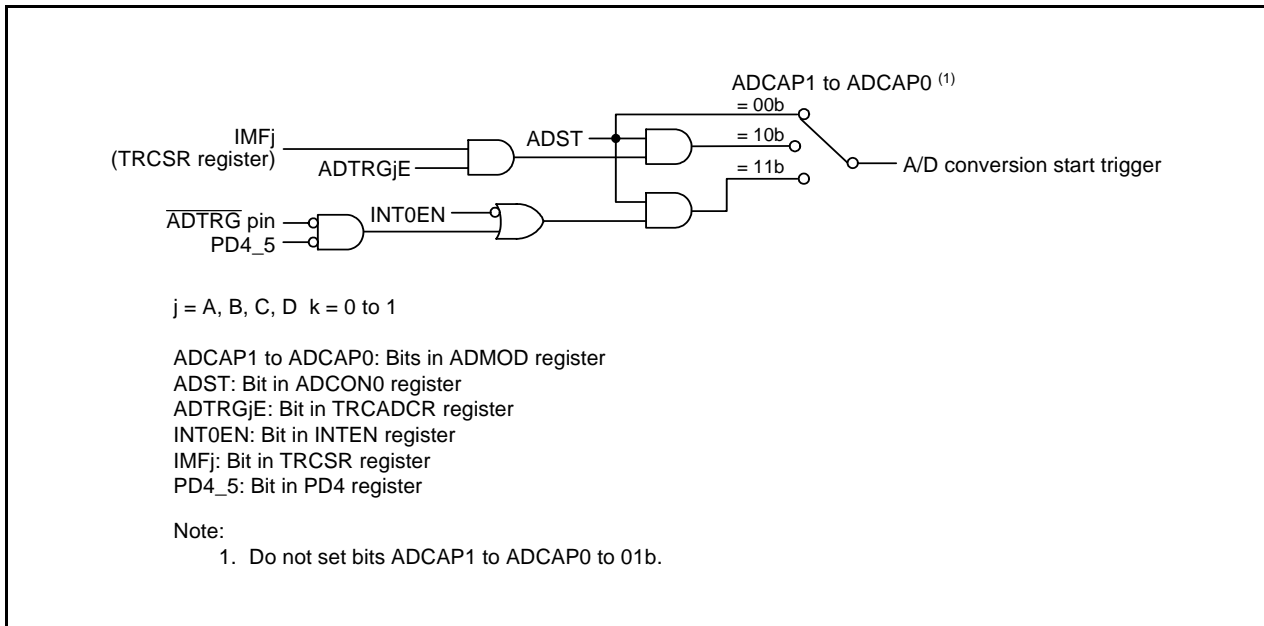 ADCAP1 to ADCAP0 (1)
= 00b
IMFj
(TRCSR register)
ADTRGjE
ADST
= 10b
A/D conversion start trigger
= 11b
ADTRG pin
PD4_5
INT0EN
j = A, B, C, D k = 0 to 1
ADCAP1 to ADCAP0: Bits in ADMOD register
ADST: Bit in ADCON0 register
ADTRGjE: Bit in TRCADCR register
INT0EN: Bit in INTEN register
IMFj: Bit in TRCSR register
PD4_5: Bit in PD4 register
Note:
1. Do not set bits ADCAP1 to ADCAP0 to 01b.